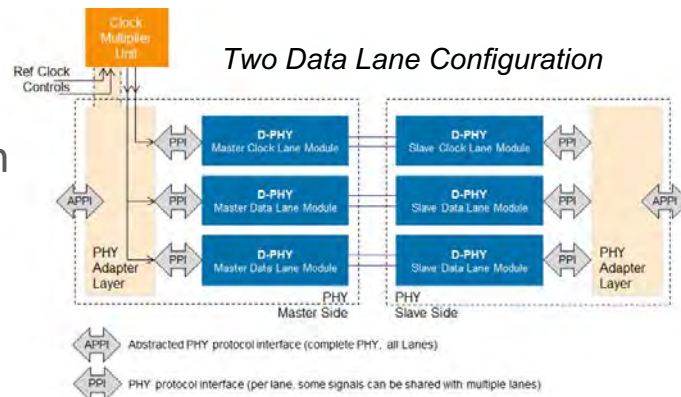 Clock
Multiplier
Unit
Two Data Lane Configuration
Ref Clock
Controls
n
D-PHY
Master Clock Lane Module
D-PHY
Slave Clock Lane Module
PPI
PPI
APPI
PPI
D-PHY
Master Data Lane Module
D-PHY
Slave Data Lane Module
PPI
APPI
PHY
Adapter
Layer
PPI
D-PHY
Master Data Lane Module
D-PHY
Slave Data Lane Module
PPI
PHY
Adapter
Layer
PHY
Master Side
PHY
Slave Side
APPI
Abstracted PHY protocol interface (complete PHY, all Lanes)
PPI
PHY protocol interface (per lane, some signals can be shared with multiple lanes)